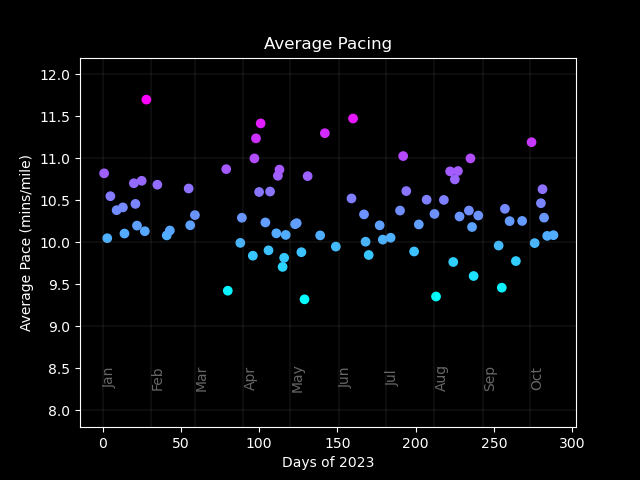 Average Pacing
Average Pace (mins/mile)
12.0
11.5
11.0
10.5
10.0
9.5
9.0
8.5
8.0
Jan
Feb
Mar
Apr
May
Jun
Jul
Aug
Sep
Oct
0 50 100 150 200 250 300
Days of 2023